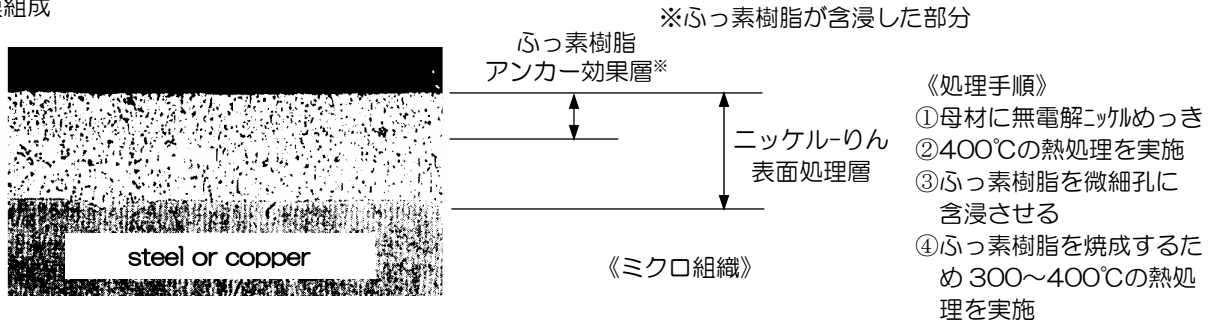 組成
※ふっ素樹脂が含浸した部分
ふっ素樹脂
アンカー効果層※
ニッケル-りん
表面処理層
steel or copper
《ミクロ組織》
《処理手順》
①母材に無電解ﾆｯｹﾙめっき
②400℃の熱処理を実施
③ふっ素樹脂を微細孔に
含浸させる
④ふっ素樹脂を焼成するた
め300～400℃の熱処
理を実施